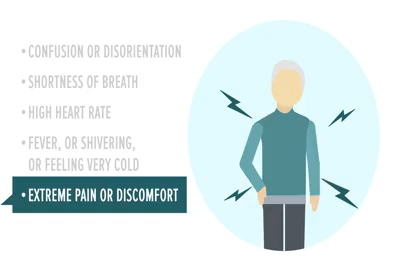 • CONFUSION OR DISORIENTATION
• SHORTNESS OF BREATH
• HIGH HEART RATE
• FEVER, OR SHIVERING,
OR FEELING VERY COLD
• EXTREME PAIN OR DISCOMFORT